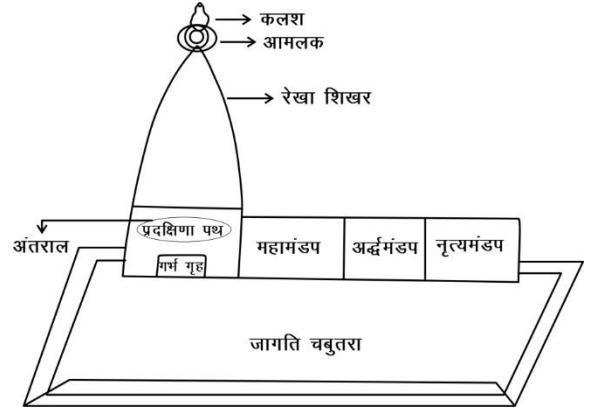 कलश
आमलक
रेखा शिखर
प्रदक्षिणा पथ
अंतराल
महामंडप
अर्द्धमंडप
नृत्यमंडप
गर्भ गृह
जागति चबुतरा